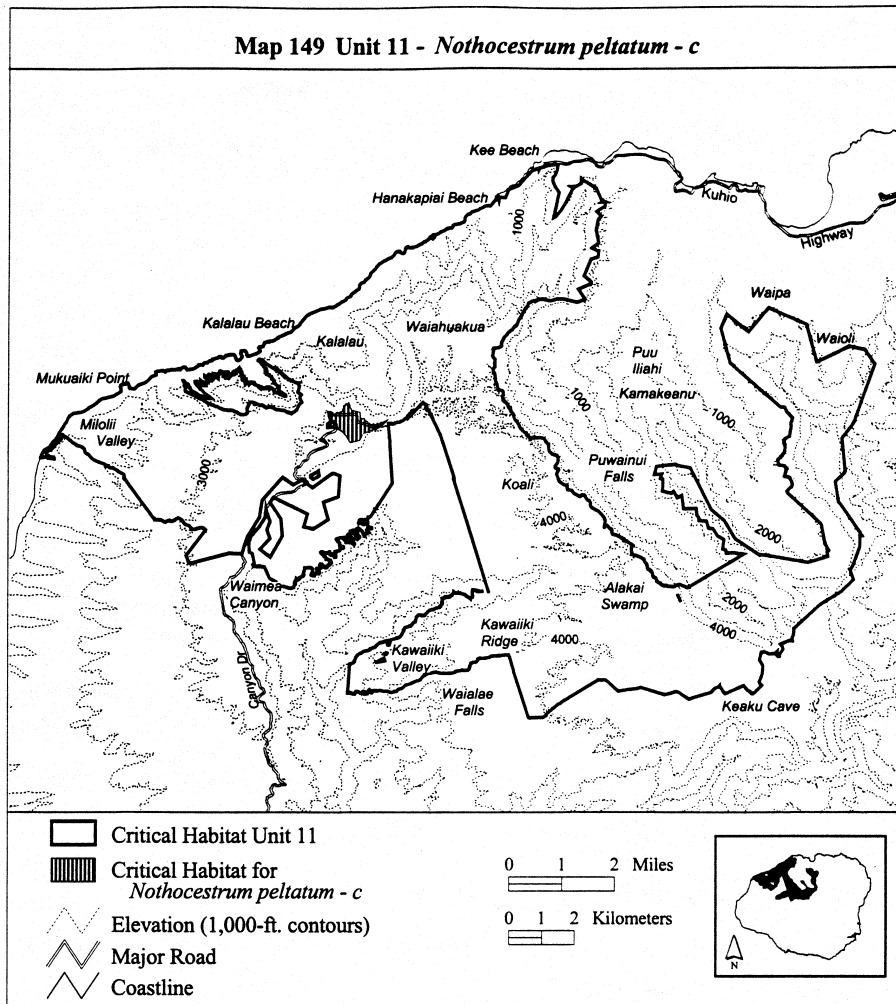 Map 149 Unit 11 - Nothocestrum peltatum - c
Kee Beach
Hanakapiai Beach
Kuhio
Highway
1000
Waipa
Kalalau Beach
Waiahuakua
Kalalau
Waioli
Puu
Iliahi
Mukuaiki Point
Kamakeanu
1000
1000
Milolii
Valley
Puwainui
Falls
3000
Koali
4000
2000
Waimea
Canyon
Alakai
Swamp
2000
4000
Kawaiiki
Ridge
4000
Kawaiiki
Valley
Canyon Dr
Waialae
Falls
Keaku Cave
Critical Habitat Unit 11
Critical Habitat for
Nothocestrum peltatum - c
Elevation (1,000-ft. contours)
Major Road
Coastline
0 1 2 Miles
0 1 2 Kilometers
N